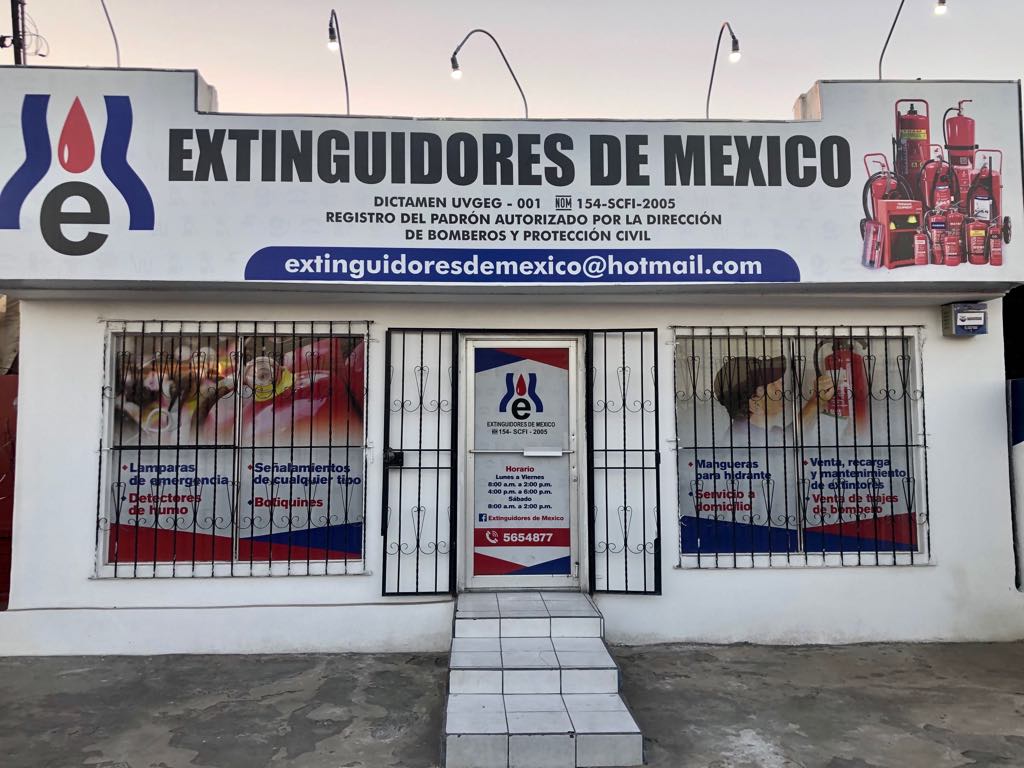 EXTINGUIDORES DE MEXICO
DICTAMEN UVGEG - 001 NOM 154-SCFI-2005
REGISTRO DEL PADRÓN AUTORIZADO POR LA DIRECCIÓN
DE BOMBEROS Y PROTECCIÓN CIVIL
extinguidoresdemexico@hotmail.com
e
• Lamparas
de emergencia
• Detectores
de humo
• Señalamientos
de cualquier tipo
• Botiquines
e
EXTINGUIDORES DE MEXICO
NOM 154- SCFI - 2005
Horario
Lunes a Viernes
8:00 a.m. a 2:00 p.m.
4:00 p.m. a 6:00 p.m.
Sábado
8:00 a.m. a 2:00 p.m.
Extinguidores de Mexico
5654877
• Mangueras
para hidrante
• Servicio a
domicilio
• Venta, recarga
y mantenimiento
de extintores
• Venta de trajes
de bombero